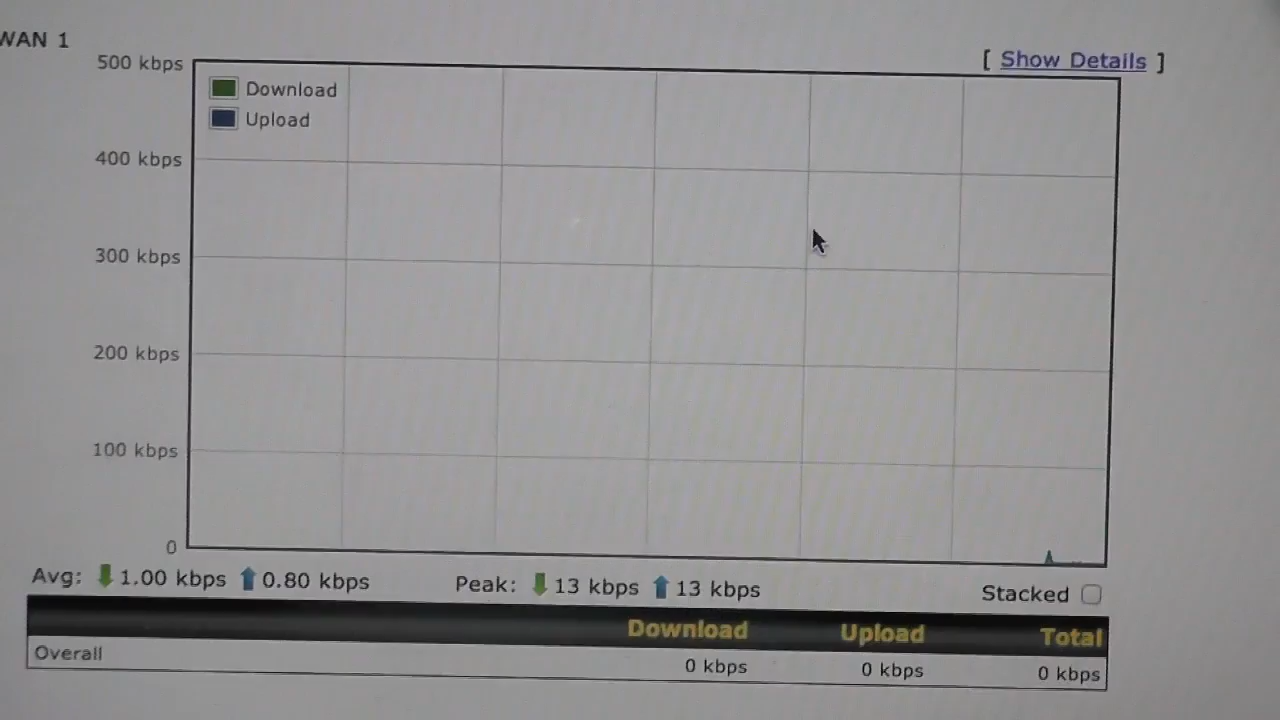 WAN 1
[ Show Details ]
500 kbps
Download
Upload
400 kbps
300 kbps
200 kbps
100 kbps
0
Avg: 1.00 kbps 0.80 kbps Peak: 13 kbps 13 kbps Stacked
Download Upload Total
Overall 0 kbps 0 kbps 0 kbps